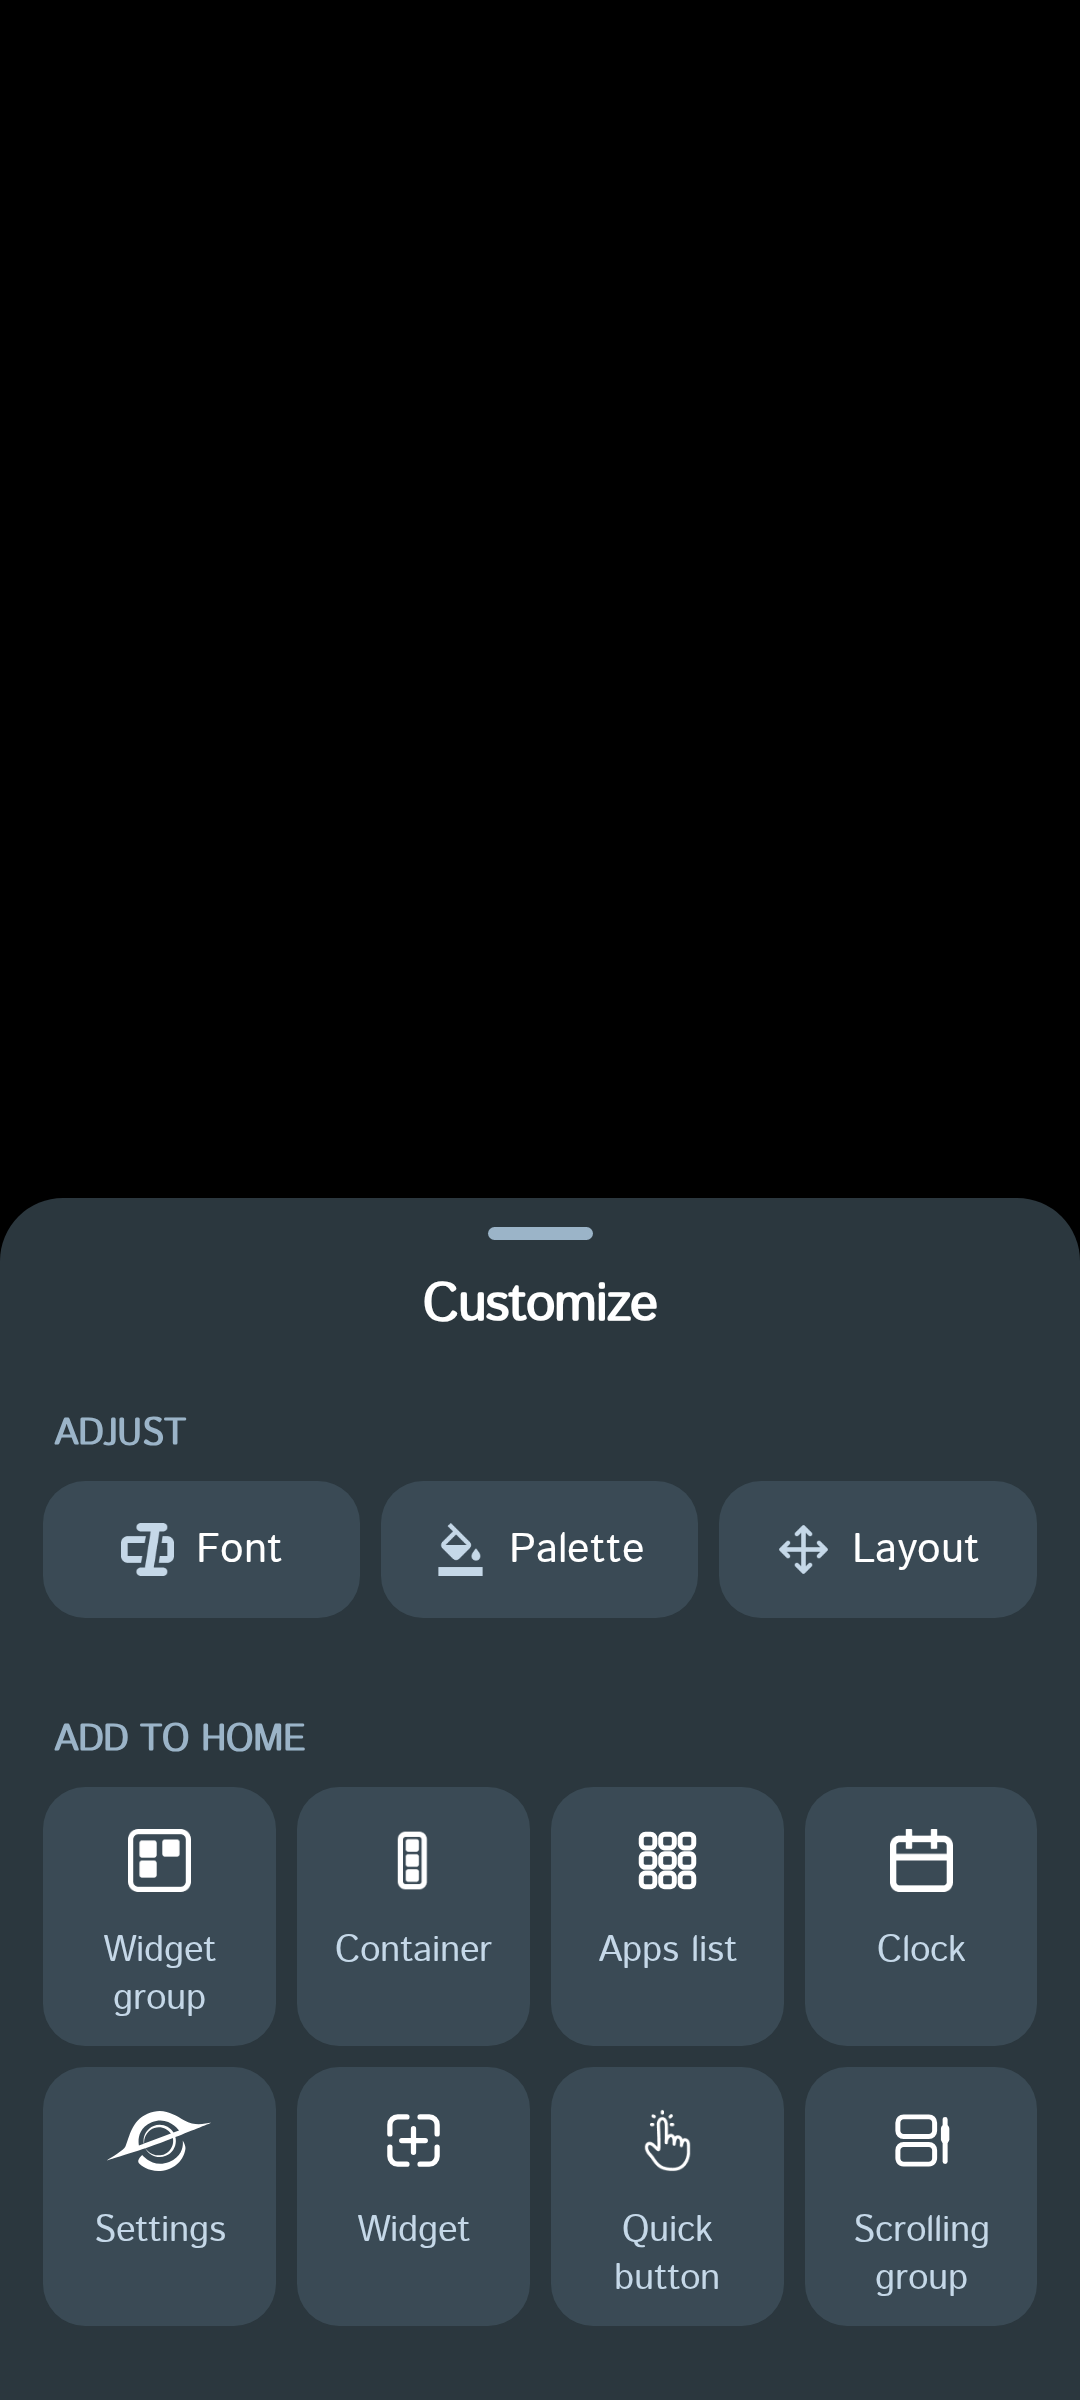 Customize
ADJUST
Font
Palette
Layout
ADD TO HOME
Widget
group
Container
Apps list
Clock
Settings
Widget
Quick
button
Scrolling
group